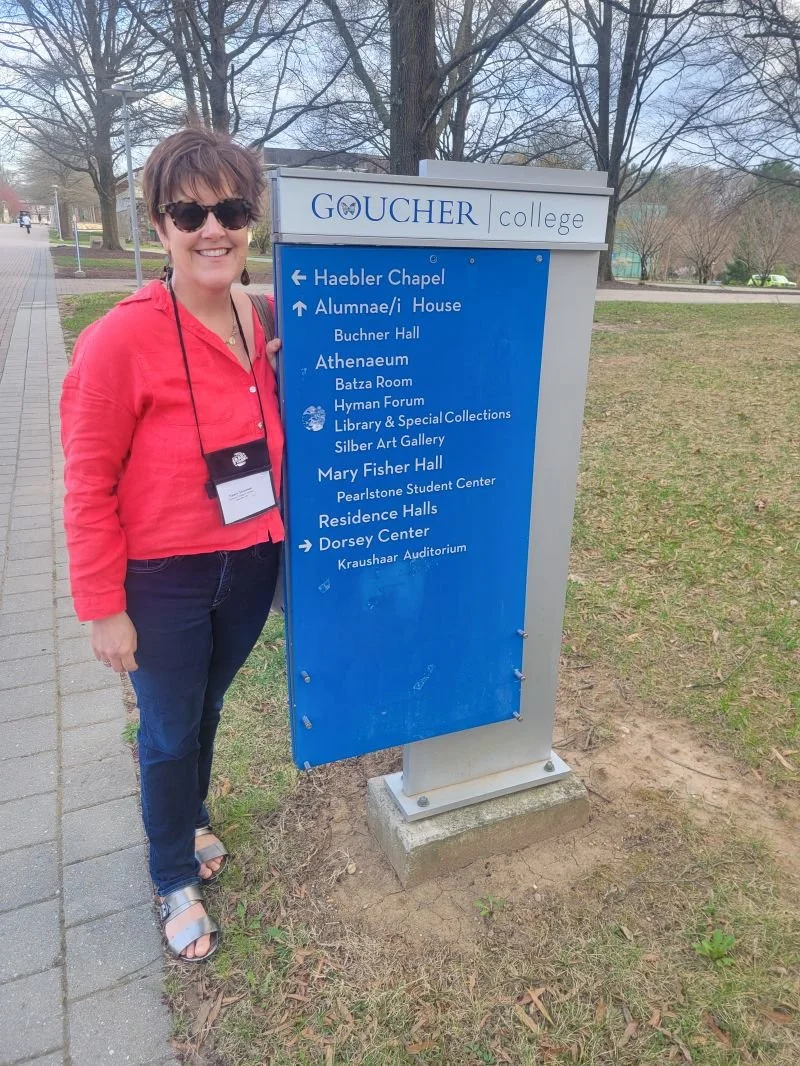 GOUCHER | college
← Haebler Chapel
↑ Alumnae/i House
Buchner Hall
Athenaeum
Batza Room
Hyman Forum
Library & Special Collections
Silber Art Gallery
Mary Fisher Hall
Pearlstone Student Center
Residence Halls
→ Dorsey Center
Kraushaar Auditorium